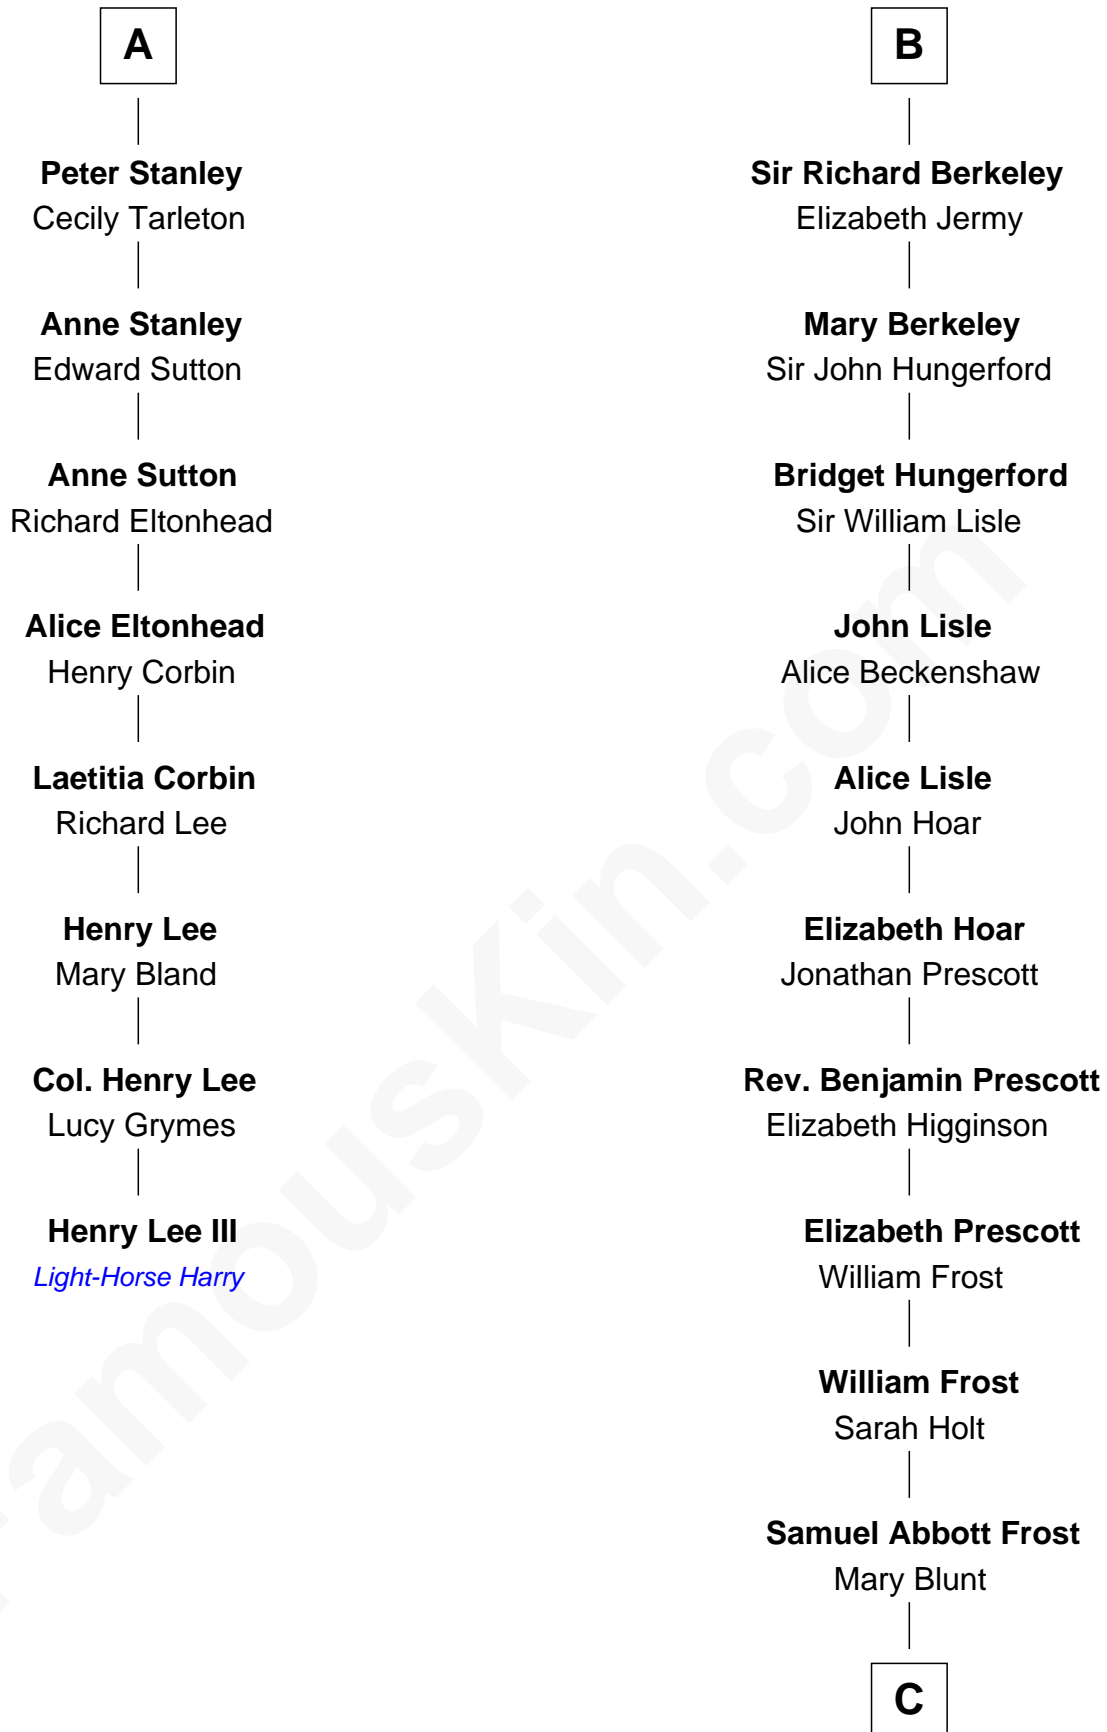 A
Peter Stanley
Cecily Tarleton
Anne Stanley
Edward Sutton
Anne Sutton
Richard Eltonhead
Alice Eltonhead
Henry Corbin
Laetitia Corbin
Richard Lee
Henry Lee
Mary Bland
Col. Henry Lee
Lucy Grymes
Henry Lee III
Light-Horse Harry
B
Sir Richard Berkeley
Elizabeth Jermy
Mary Berkeley
Sir John Hungerford
Bridget Hungerford
Sir William Lisle
John Lisle
Alice Beckenshaw
Alice Lisle
John Hoar
Elizabeth Hoar
Jonathan Prescott
Rev. Benjamin Prescott
Elizabeth Higginson
Elizabeth Prescott
William Frost
William Frost
Sarah Holt
Samuel Abbott Frost
Mary Blunt
C
FamousKin.com